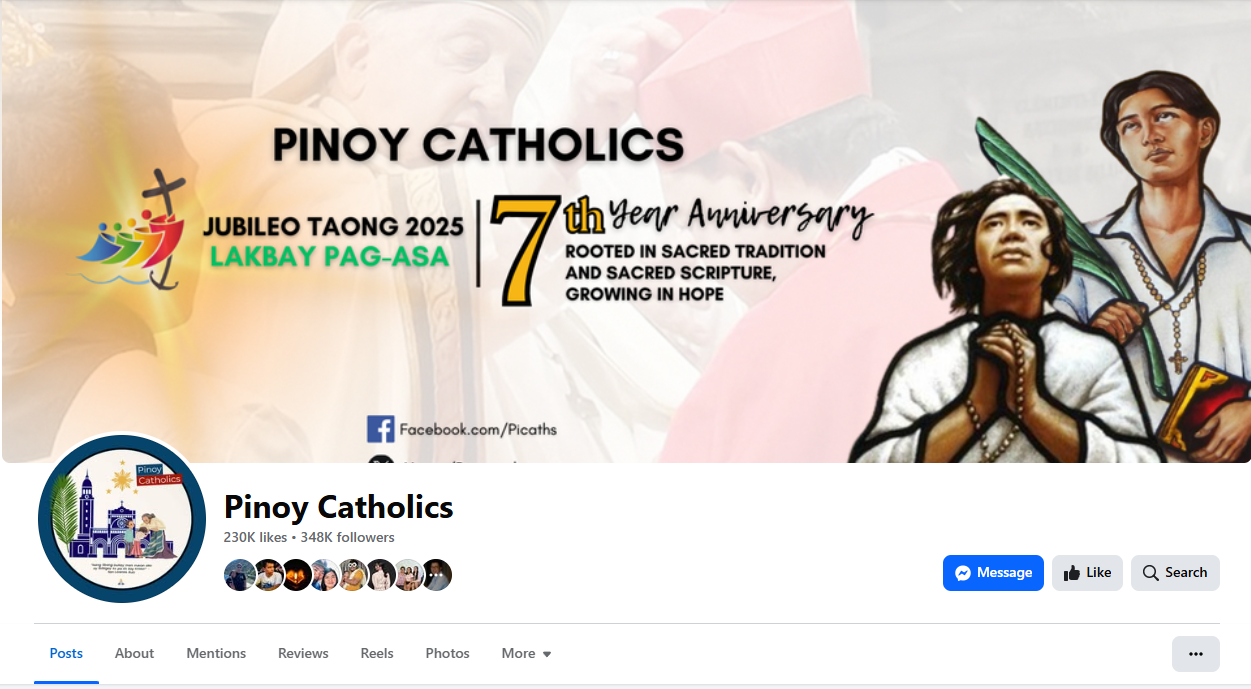 PINOY CATHOLICS
JUBILEO TAONG 2025
LAKBAY PAG-ASA
7th Year Anniversary
ROOTED IN SACRED TRADITION
AND SACRED SCRIPTURE,
GROWING IN HOPE
Facebook.com/Picaths
Pinoy
Catholics
Pinoy Catholics
230K likes • 348K followers
Message
Like
Search
Posts
About
Mentions
Reviews
Reels
Photos
More